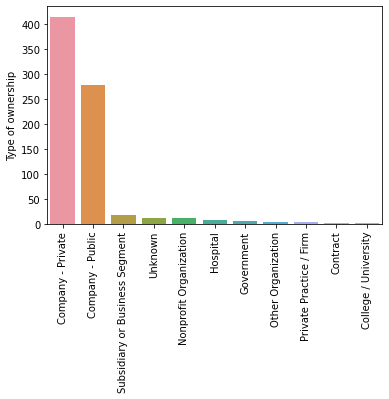 Type of ownership
400
350
300
250
200
150
100
50
0
Company - Private
Company - Public
Subsidiary or Business Segment
Unknown
Nonprofit Organization
Hospital
Government
Other Organization
Private Practice / Firm
Contract
College / University